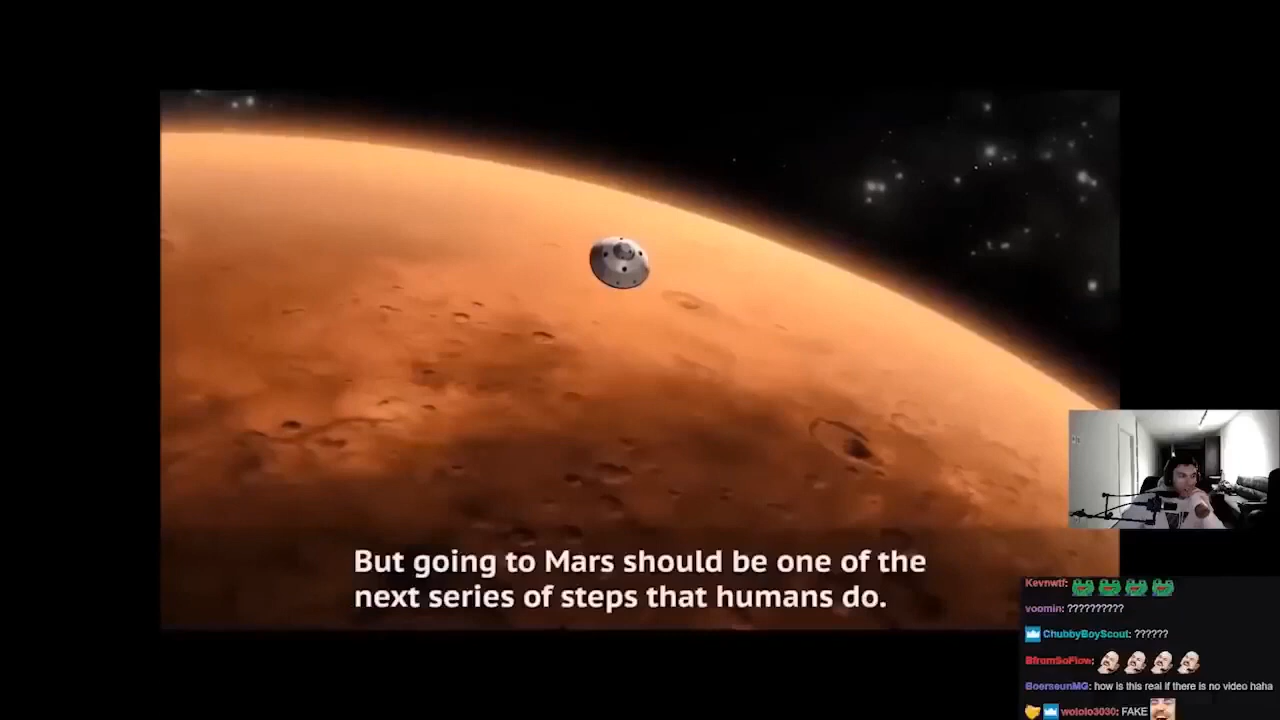 But going to Mars should be one of the
next series of steps that humans do.
Kevnwtf:
voomin: ??????????
ChubbyBoyScout: ??????
BfromSoFlow:
BoerseunMG: how is this real if there is no video haha
wololo3030: FAKE